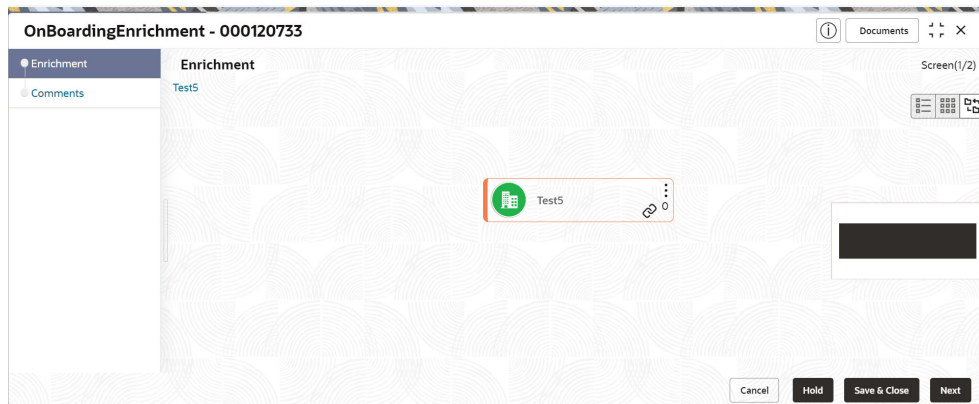 OnBoardingEnrichment - 000120733
Documents
Enrichment
Comments
Enrichment
Screen(1/2)
Test5
Test5
0
Cancel
Hold
Save & Close
Next